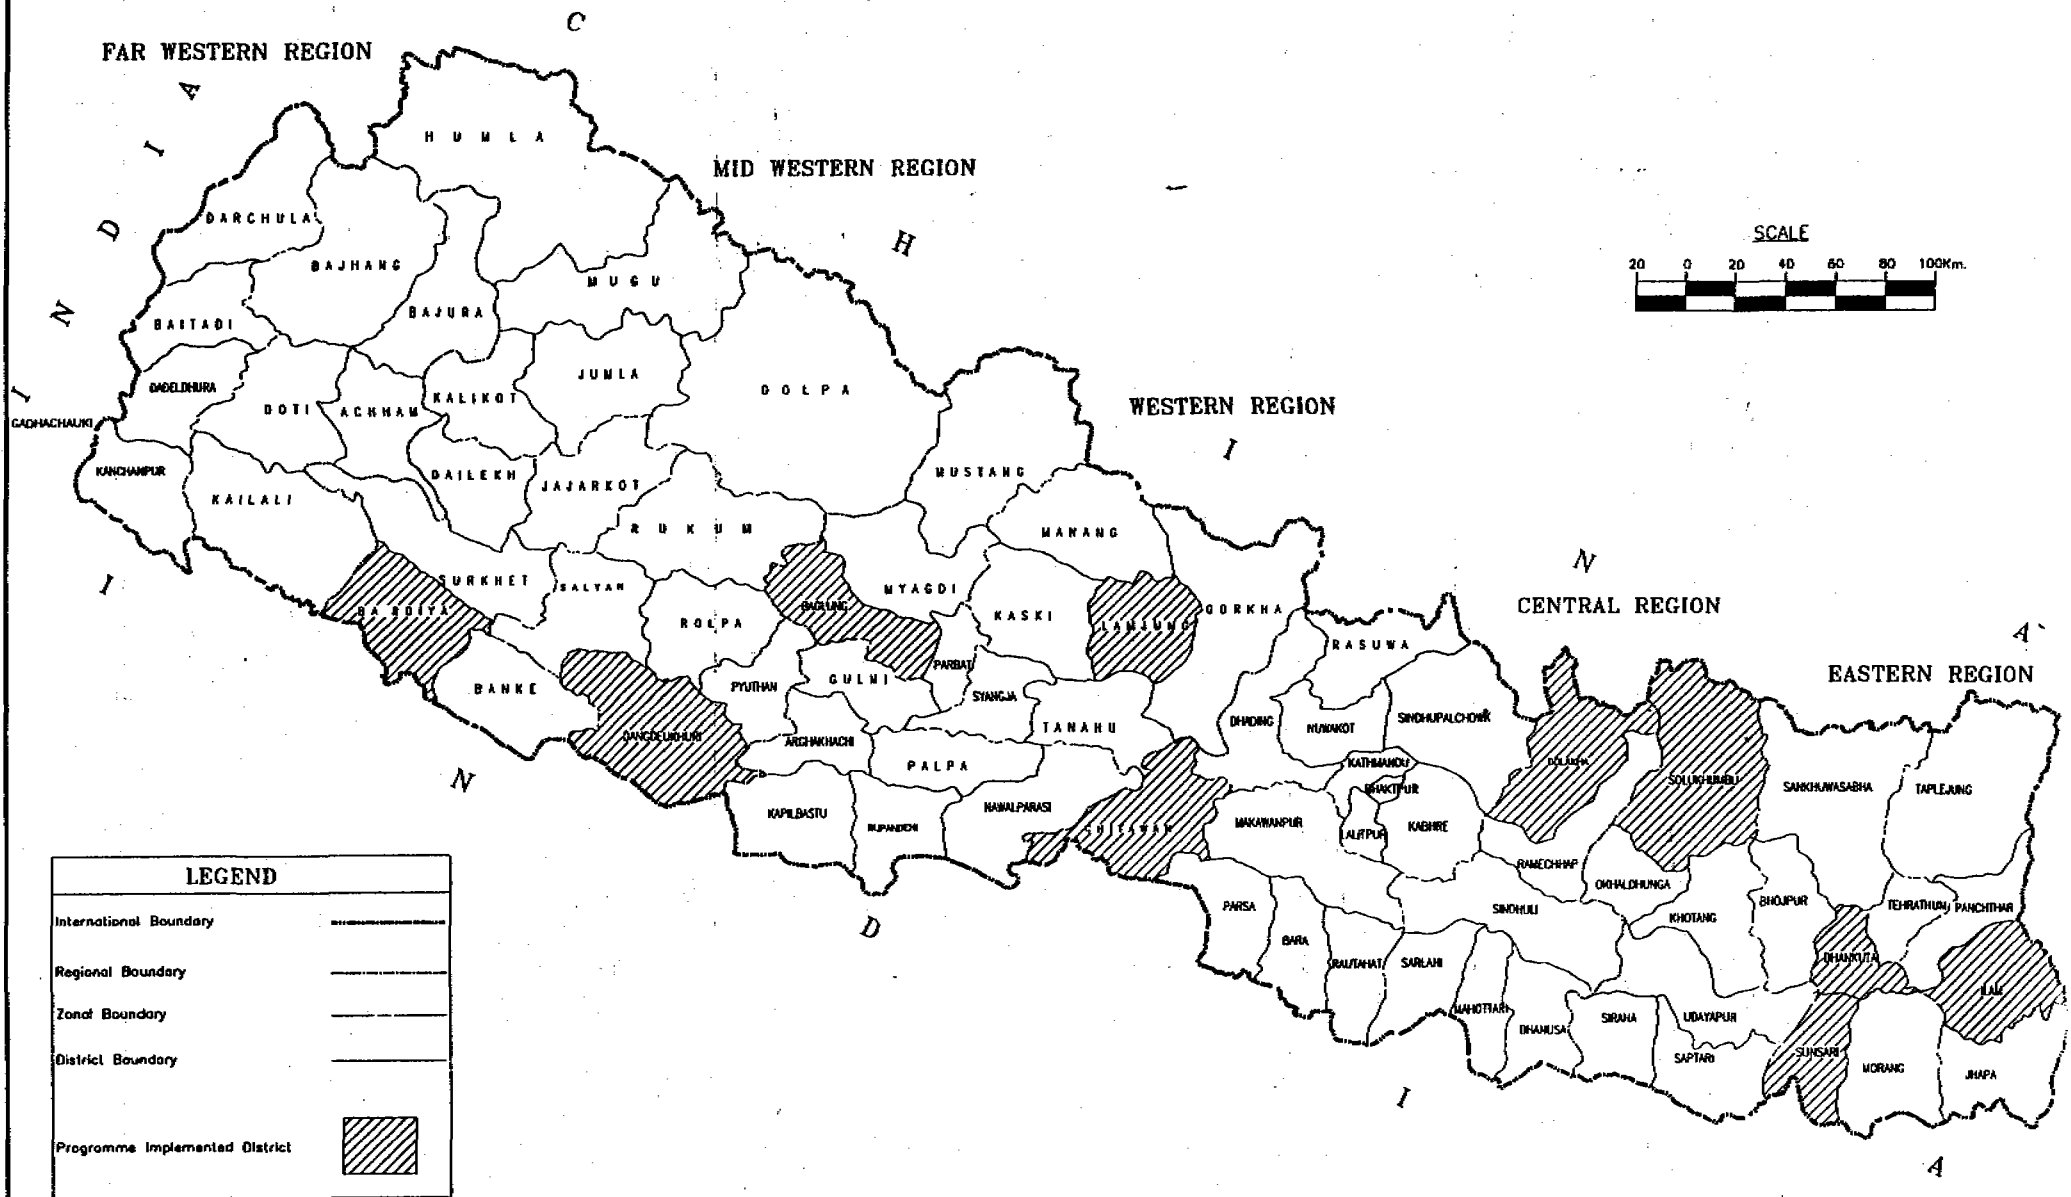 FAR WESTERN REGION
MID WESTERN REGION
WESTERN REGION
CENTRAL REGION
EASTERN REGION
C
H
I
N
A
I
N
D
I
A
I
N
D
I
A
SCALE
20 0 20 40 60 80 100Km.
HUMLA
DARCHULA
BAJHANG
MUGU
BAJURA
BAITADI
JUMLA
DOLPA
DADELDHURA
DOTI
ACHHAM
KALIKOT
GADHACHAUKI
KANCHANPUR
KAILALI
DAILEKH
JAJARKOT
MUSTANG
RUKUM
MANANG
SURKHET
SALYAN
MYAGDI
BARDIYA
BAGLUNG
ROLPA
KASKI
LAMJUNG
GORKHA
RASUWA
BANKE
PYUTHAN
GULMI
PARBAT
SYANGJA
DANGDEUKHURI
ARGHAKHACHI
TANAHU
DHADING
NUWAKOT
SINDHUPALCHOWK
PALPA
KATHMANDU
BHAKTPUR
DOLAKHA
SOLUKHUMBU
SANKHUWASABHA
TAPLEJUNG
KAPILBASTU
RUPANDEHI
NAWALPARASI
CHITAWAN
MAKAWANPUR
LALITPUR
KABHRE
RAMECHHAP
OKHALDHUNGA
PARSA
BARA
RAUTAHAT
SARLAHI
SINDHULI
KHOTANG
BHOJPUR
TEHRATHUM
PANCHTHAR
DHANKUTA
ILAM
MAHOTTARI
DHANUSA
SIRAHA
UDAYAPUR
SAPTARI
SUNSARI
MORANG
JHAPA
LEGEND
International Boundary
Regional Boundary
Zonal Boundary
District Boundary
Programme Implemented District